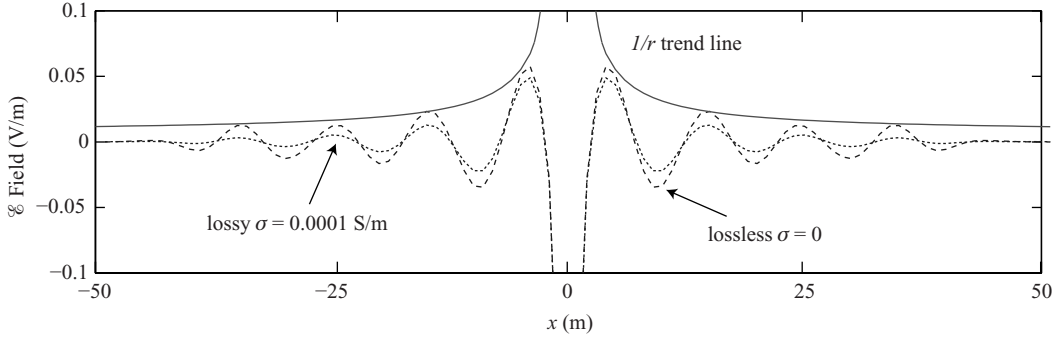 0.1
1/r trend line
0.05
ℰ Field (V/m)
0
−0.05
lossy σ = 0.0001 S/m
lossless σ = 0
−0.1
−50
−25
0
25
50
x (m)